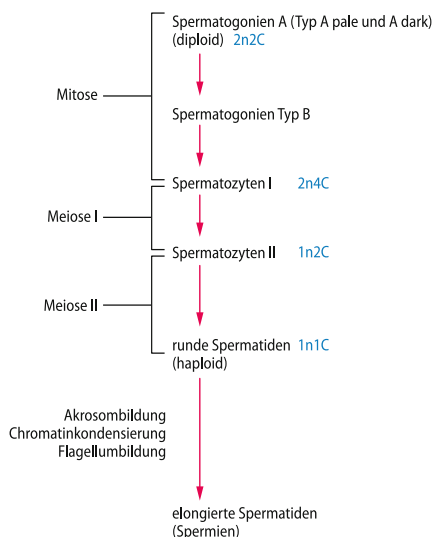 Spermatogonien A (Typ A pale und A dark)
(diploid) 2n2C
Mitose
Spermatogonien Typ B
Spermatozyten I 2n4C
Meiose I
Spermatozyten II 1n2C
Meiose II
runde Spermatiden 1n1C
(haploid)
Akrosombildung
Chromatinkondensierung
Flagellumbildung
elongierte Spermatiden
(Spermien)